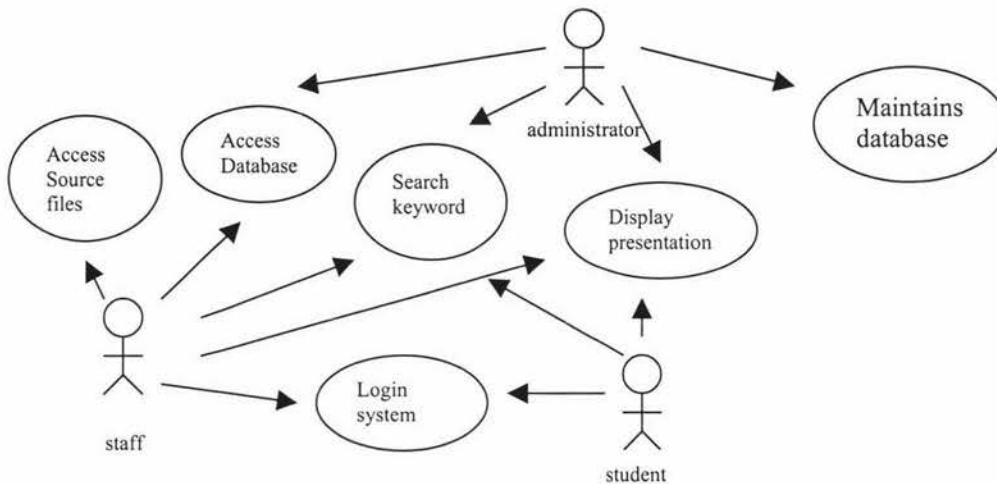 administrator
Maintains
database
Access
Source
files
Access
Database
Search
keyword
Display
presentation
Login
system
staff
student